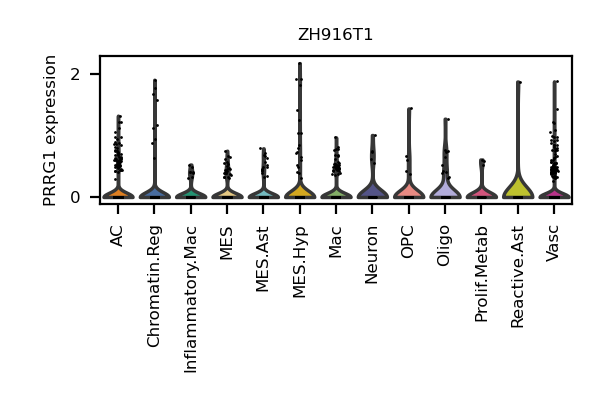 ZH916T1
PRRG1 expression
2
0
AC
Chromatin.Reg
Inflammatory.Mac
MES
MES.Ast
MES.Hyp
Mac
Neuron
OPC
Oligo
Prolif.Metab
Reactive.Ast
Vasc